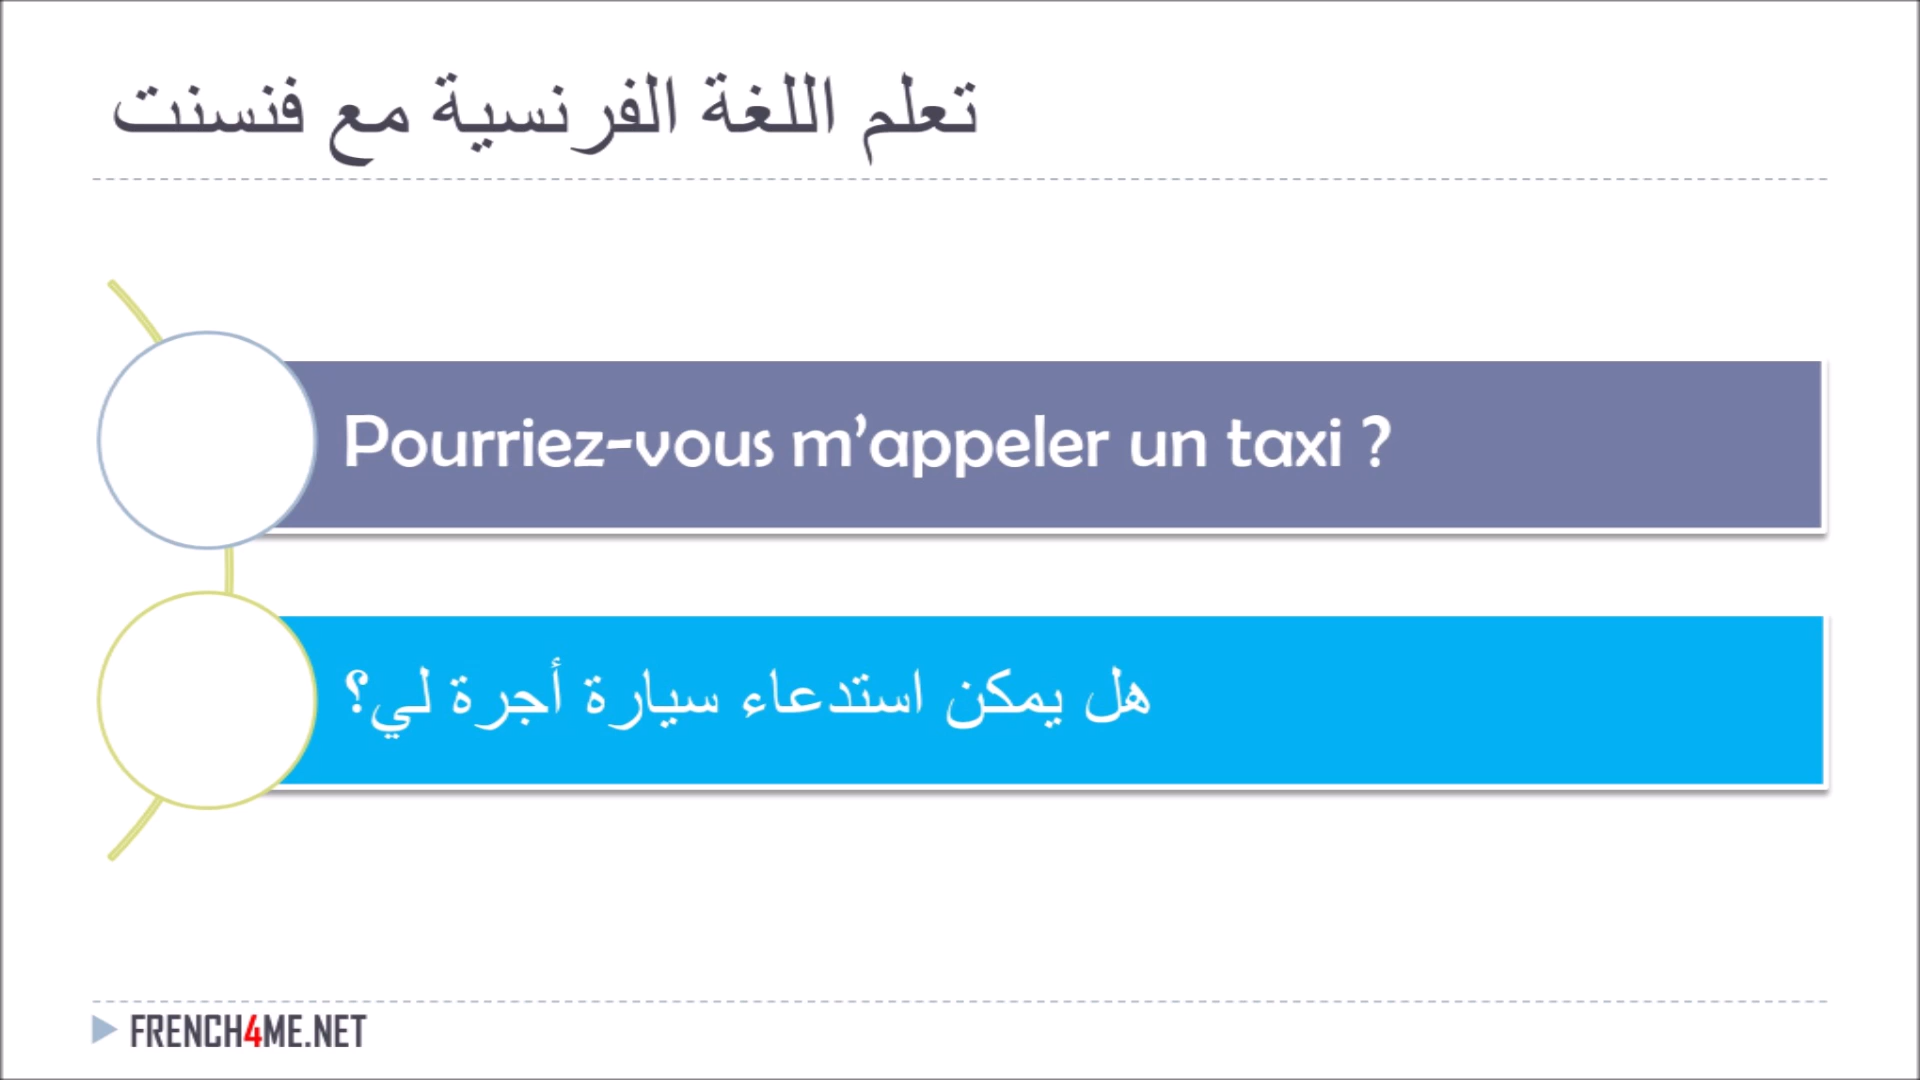 تعلم اللغة الفرنسية مع فنسنت
Pourriez-vous m’appeler un taxi ?
هل يمكن استدعاء سيارة أجرة لي؟
FRENCH4ME.NET